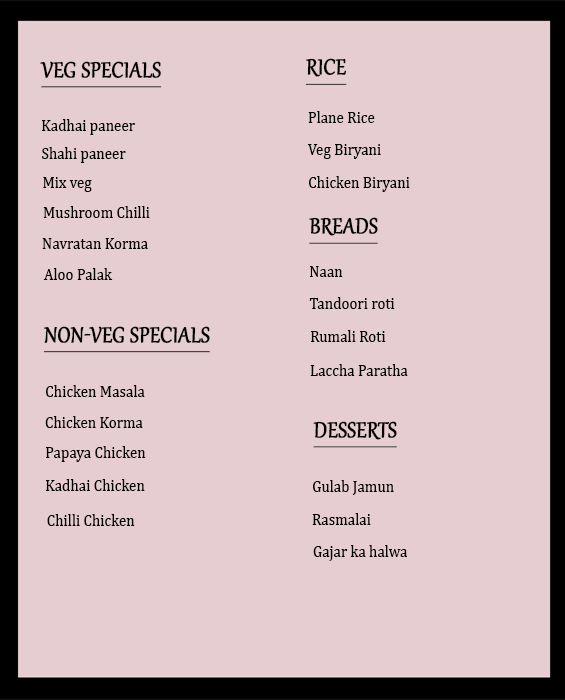 VEG SPECIALS
Kadhai paneer
Shahi paneer
Mix veg
Mushroom Chilli
Navratan Korma
Aloo Palak
NON-VEG SPECIALS
Chicken Masala
Chicken Korma
Papaya Chicken
Kadhai Chicken
Chilli Chicken
RICE
Plane Rice
Veg Biryani
Chicken Biryani
BREADS
Naan
Tandoori roti
Rumali Roti
Laccha Paratha
DESSERTS
Gulab Jamun
Rasmalai
Gajar ka halwa